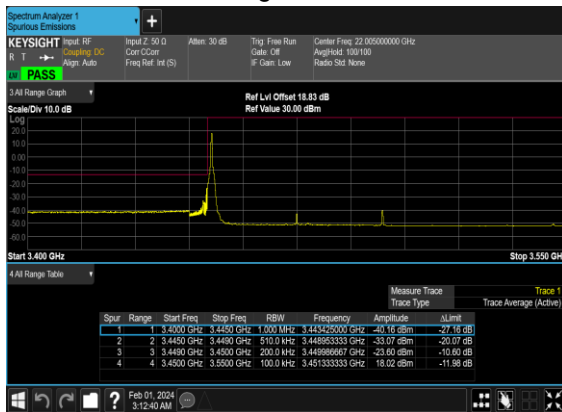 Spectrum Analyzer 1
Spurious Emissions
KEYSIGHT Input: RF Input Z: 50 Ω Atten: 30 dB Trig: Free Run Center Freq: 22.005000000 GHz
R T Coupling: DC Corr CCorr Gate: Off Avg|Hold: 100/100
Align: Auto Freq Ref: Int (S) IF Gain: Low Radio Std: None
PASS
3 All Range Graph
Ref Lvl Offset 18.83 dB
Scale/Div 10.0 dB Ref Value 30.00 dBm
Log
20.0
10.0
0.00
-10.0
-20.0
-30.0
-40.0
-50.0
-60.0
Start 3.400 GHz Stop 3.550 GH
4 All Range Table
Measure Trace Trace 1
Trace Type Trace Average (Active)
Spur Range Start Freq Stop Freq RBW Frequency Amplitude ΔLimit
1 1 3.4000 GHz 3.4450 GHz 1.000 MHz 3.443425000 GHz -40.16 dBm -27.16 dB
2 2 3.4450 GHz 3.4490 GHz 510.0 kHz 3.448953333 GHz -33.07 dBm -20.07 dB
3 3 3.4490 GHz 3.4500 GHz 200.0 kHz 3.449986667 GHz -23.60 dBm -10.60 dB
4 4 3.4500 GHz 3.5500 GHz 100.0 kHz 3.451333333 GHz 18.02 dBm -11.98 dB
Feb 01, 2024
3:12:40 AM